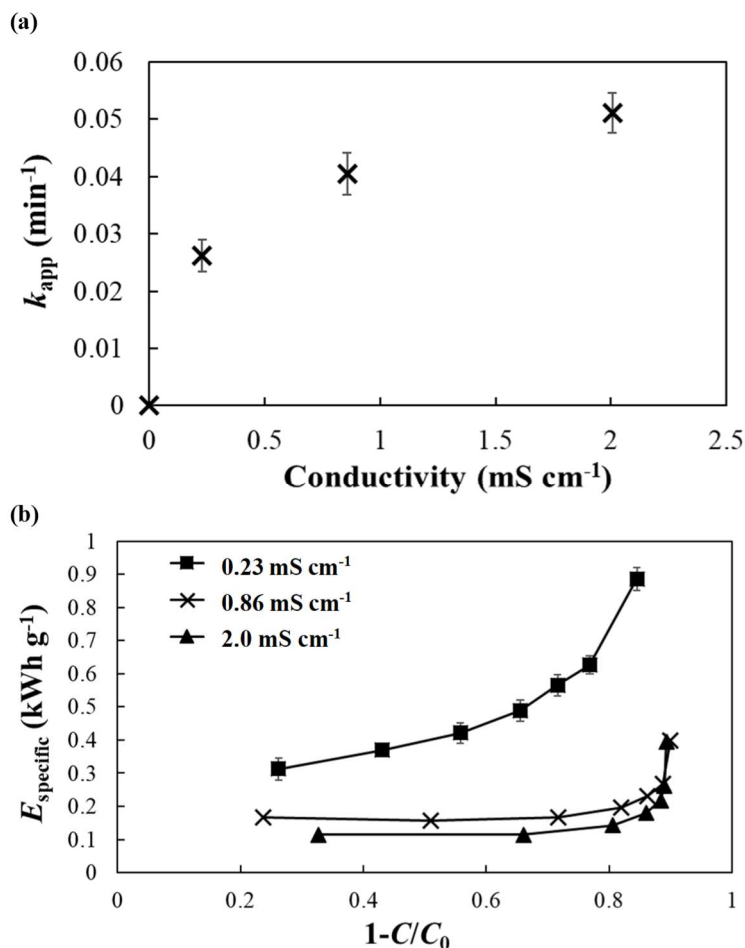 (a)
0.06
0.05
0.04
0.03
0.02
0.01
0
k_app (min⁻¹)
0 0.5 1 1.5 2 2.5
Conductivity (mS cm⁻¹)
(b)
1
0.9
0.8
0.7
0.6
0.5
0.4
0.3
0.2
0.1
0
E_specific (kWh g⁻¹)
0.23 mS cm⁻¹
0.86 mS cm⁻¹
2.0 mS cm⁻¹
0 0.2 0.4 0.6 0.8 1
1-C/C₀